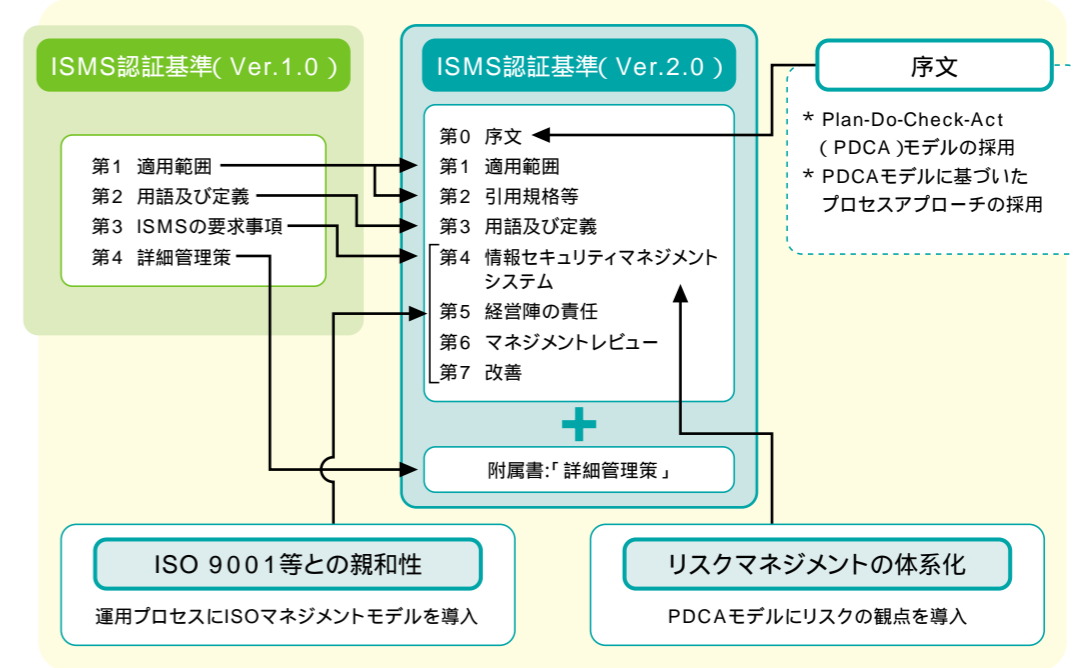 ISMS認証基準( Ver.1.0 )
第1 適用範囲
第2 用語及び定義
第3 ISMSの要求事項
第4 詳細管理策
ISMS認証基準( Ver.2.0 )
第0 序文
第1 適用範囲
第2 引用規格等
第3 用語及び定義
第4 情報セキュリティマネジメント
システム
第5 経営陣の責任
第6 マネジメントレビュー
第7 改善
+
附属書:「 詳細管理策 」
序文
* Plan-Do-Check-Act
( PDCA )モデルの採用
* PDCAモデルに基づいた
プロセスアプローチの採用
ISO 9001等との親和性
運用プロセスにISOマネジメントモデルを導入
リスクマネジメントの体系化
PDCAモデルにリスクの観点を導入